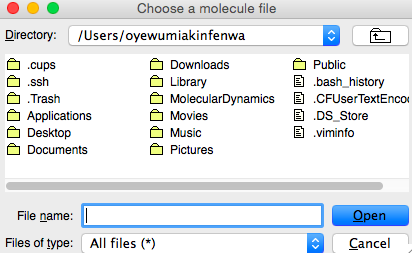 Choose a molecule file
Directory: /Users/oyewumiakinfenwa
.cups Downloads Public
.ssh Library .bash_history
.Trash MolecularDynamics .CFUserTextEncod
Applications Movies .DS_Store
Desktop Music .viminfo
Documents Pictures
File name: Open
Files of type: All files (*) Cancel